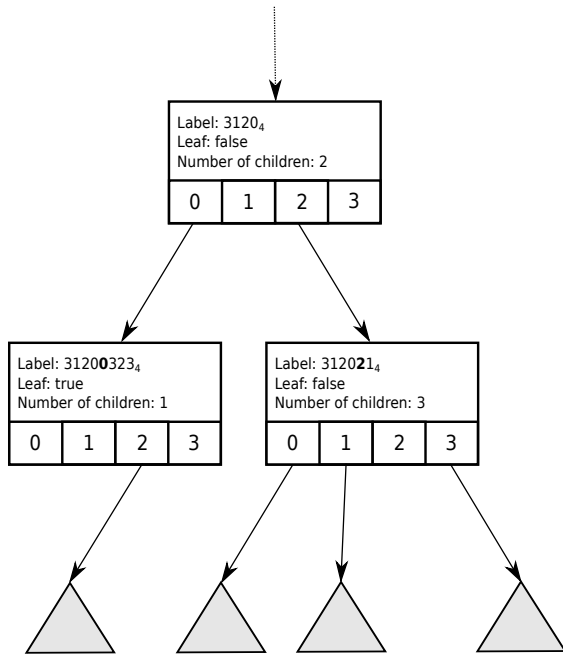 Label: 3120₄
Leaf: false
Number of children: 2
0 1 2 3
Label: 31200323₄
Leaf: true
Number of children: 1
0 1 2 3
Label: 312021₄
Leaf: false
Number of children: 3
0 1 2 3